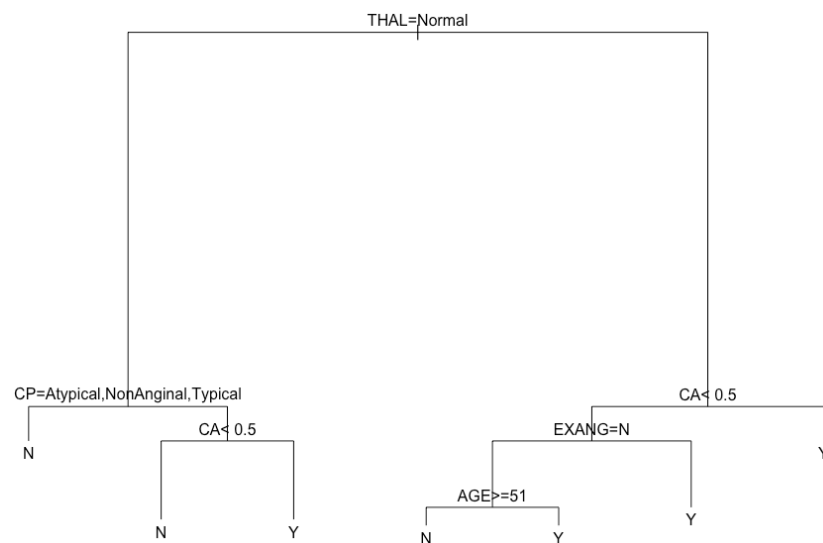 THAL=Normal
CP=Atypical,NonAnginal,Typical
CA< 0.5
CA< 0.5
EXANG=N
N
Y
AGE>=51
Y
N
Y
N
Y